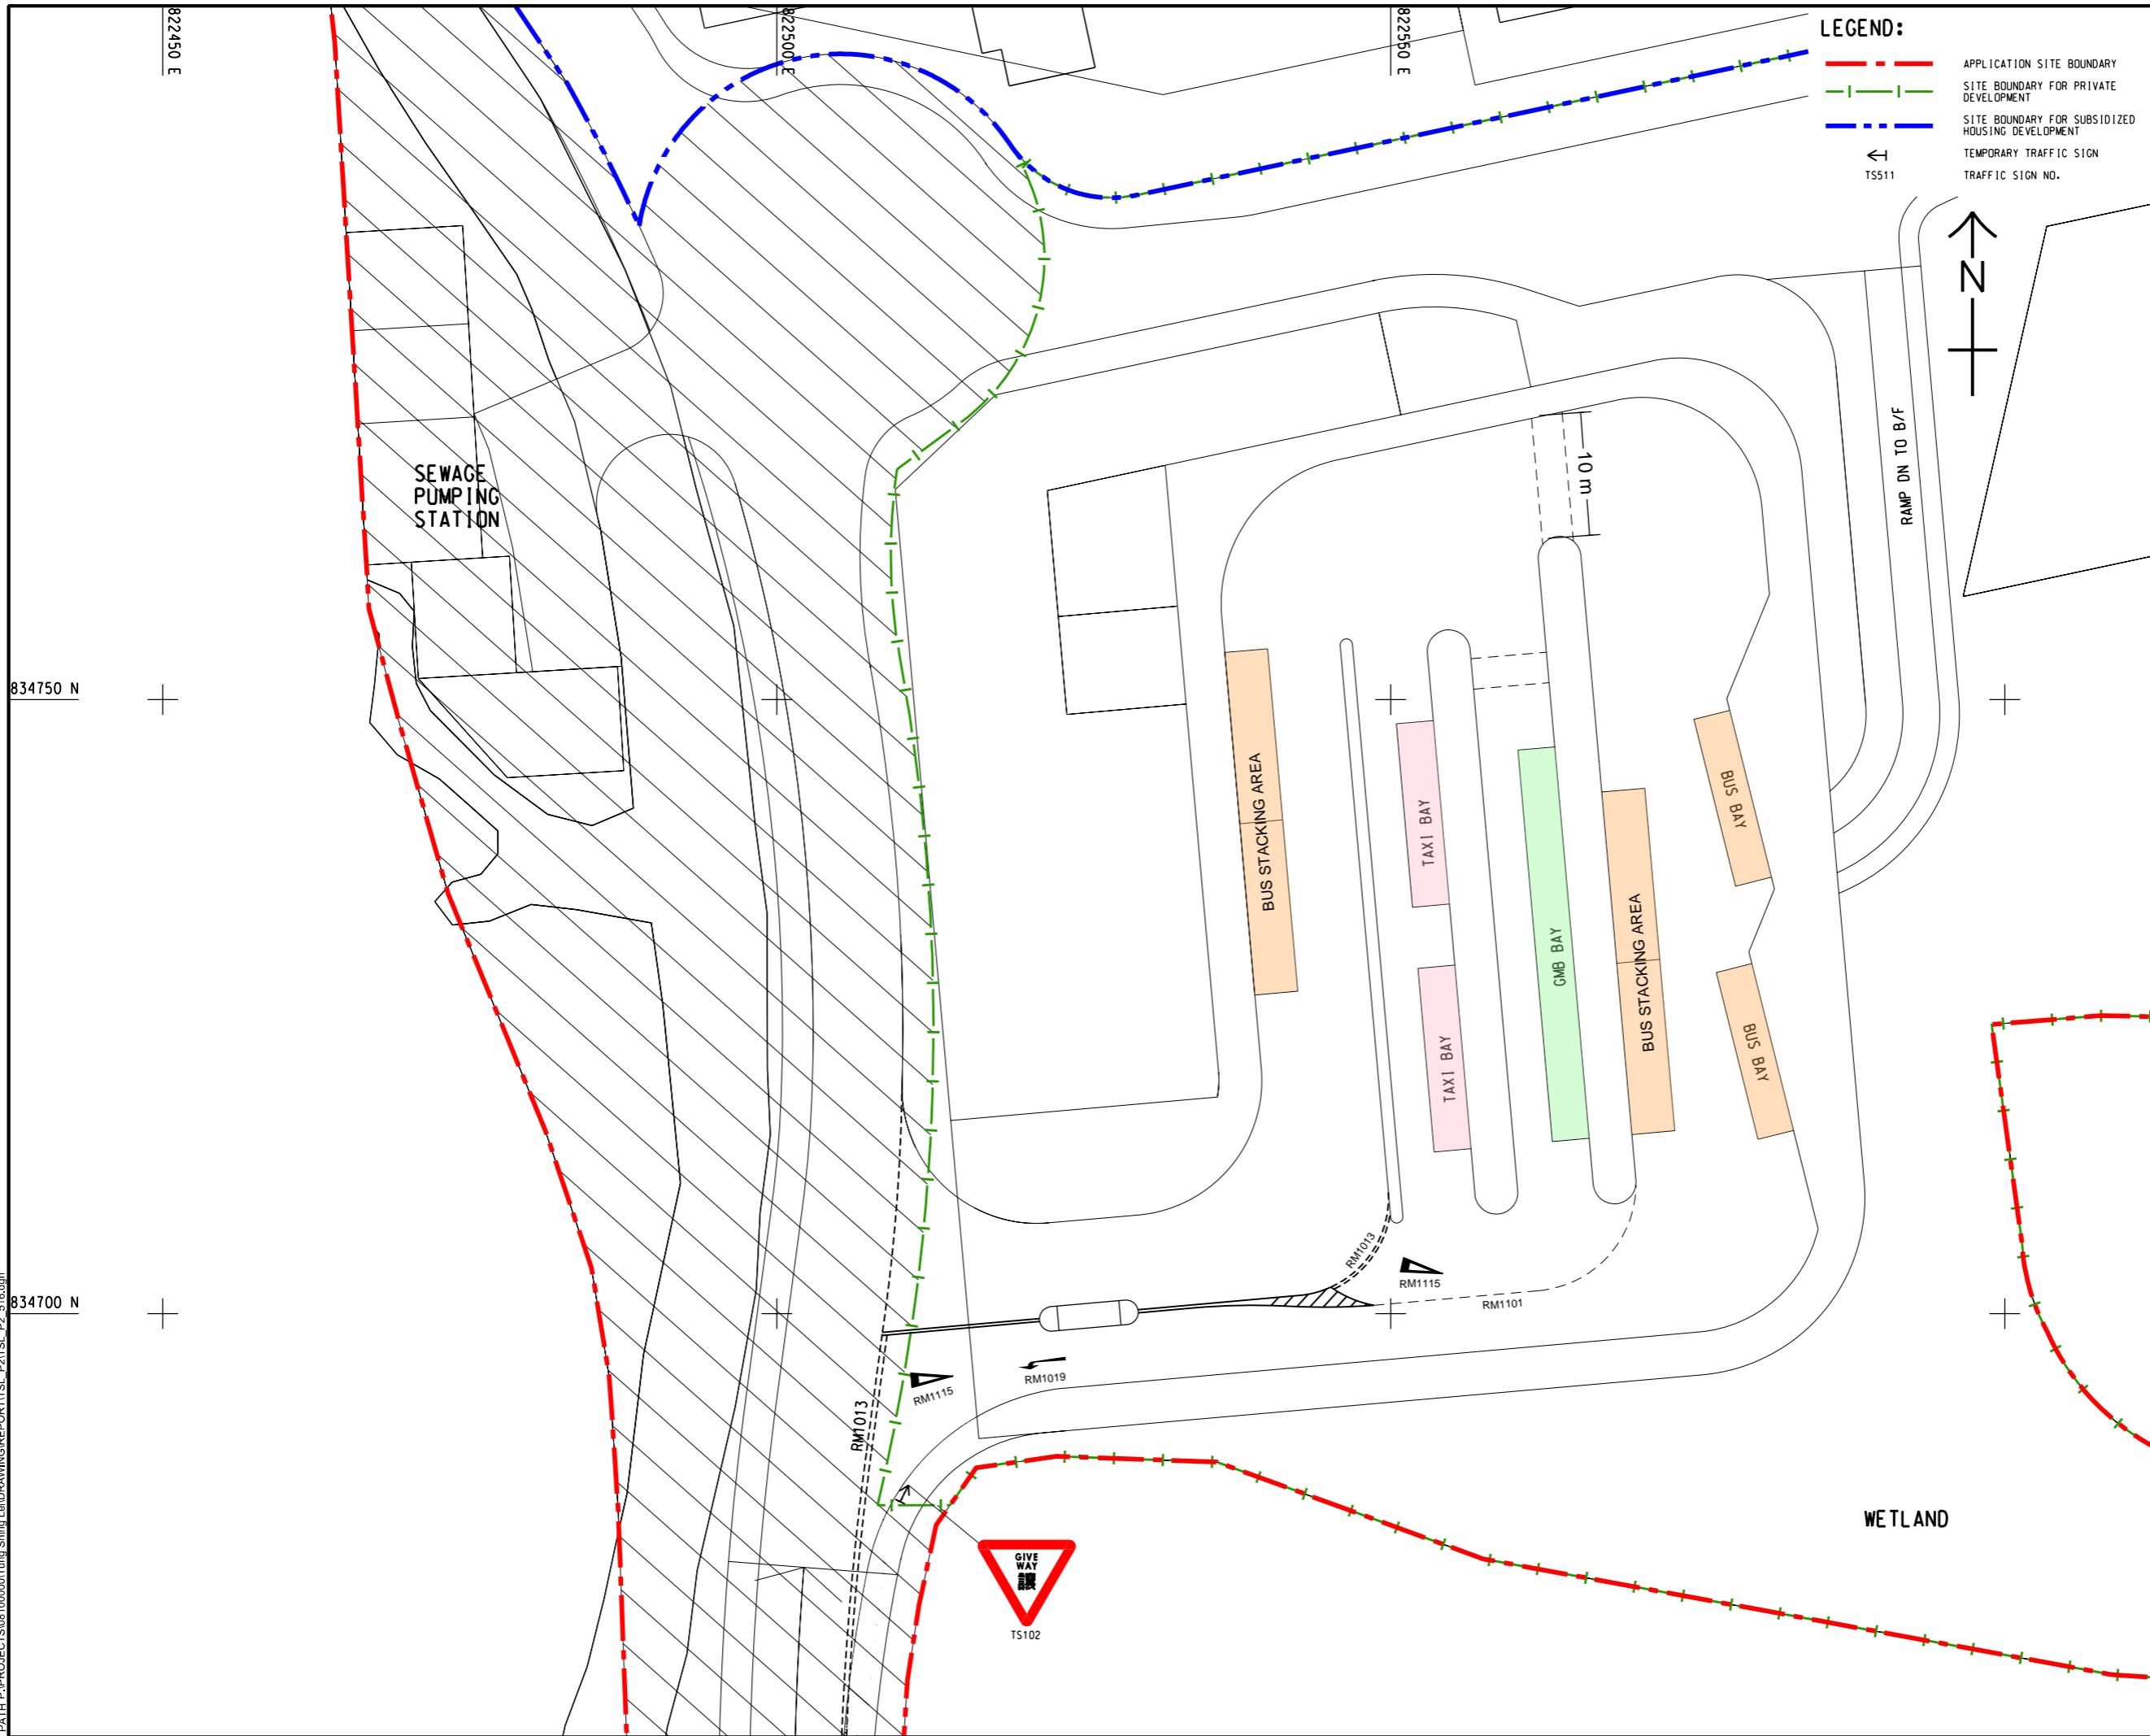 822450 E
822500 E
822550 E
LEGEND:
APPLICATION SITE BOUNDARY
SITE BOUNDARY FOR PRIVATE
DEVELOPMENT
SITE BOUNDARY FOR SUBSIDIZED
HOUSING DEVELOPMENT
TEMPORARY TRAFFIC SIGN
TS511
TRAFFIC SIGN NO.
N
RAMP DN TO B/F
10m
SEWAGE
PUMPING
STATION
834750 N
BUS STACKING AREA
TAXI BAY
BUS BAY
GMB BAY
BUS STACKING AREA
TAXI BAY
BUS BAY
RM1013
RM1115
RM1101
834700 N
RM1115
RM1019
RM1013
WETLAND
GIVE
WAY
讓
TS102